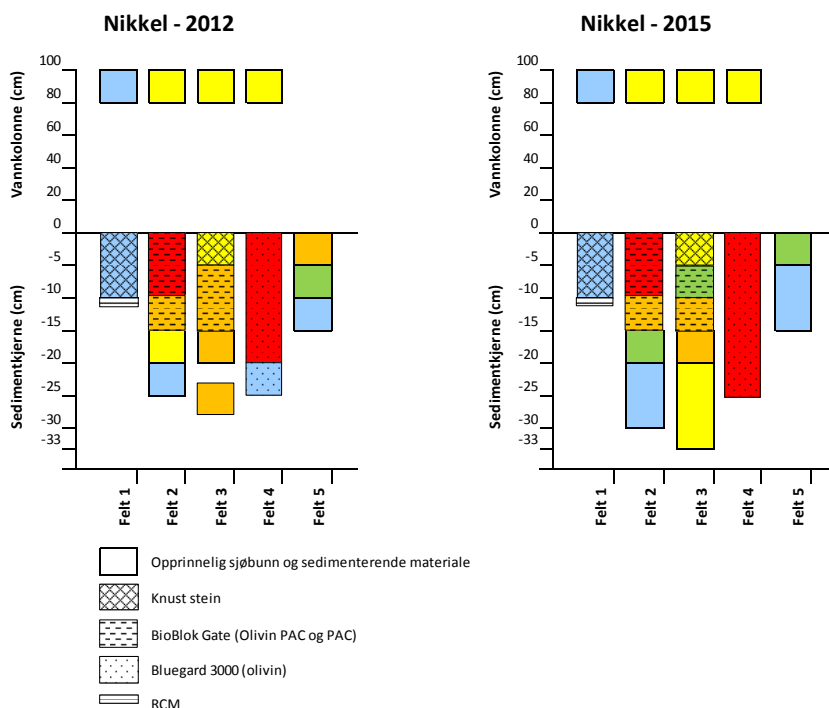 Nikkel - 2012
Vannkolonne (cm)
100
80
60
40
20
0
Sedimentkjerne (cm)
-5
-10
-15
-20
-25
-30
-33
Felt 1
Felt 2
Felt 3
Felt 4
Felt 5
Nikkel - 2015
Vannkolonne (cm)
100
80
60
40
20
0
Sedimentkjerne (cm)
-5
-10
-15
-20
-25
-30
-33
Felt 1
Felt 2
Felt 3
Felt 4
Felt 5
Opprinnelig sjøbunn og sedimenterende materiale
Knust stein
BioBlok Gate (Olivin PAC og PAC)
Bluegard 3000 (olivin)
RCM